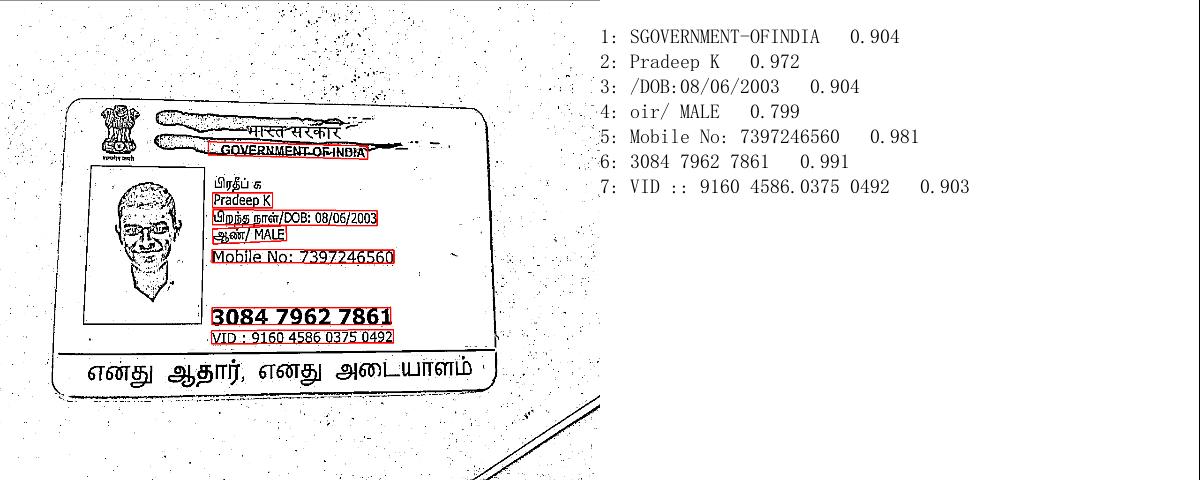 भारत सरकार
GOVERNMENT OF INDIA
பிரதீப் க
Pradeep K
பிறந்த நாள்/DOB: 08/06/2003
ஆண்/ MALE
Mobile No: 7397246560
3084 7962 7861
VID : 9160 4586 0375 0492
எனது ஆதார், எனது அடையாளம்
1: SGOVERNMENT-OFINDIA 0.904
2: Pradeep K 0.972
3: /DOB:08/06/2003 0.904
4: oir/ MALE 0.799
5: Mobile No: 7397246560 0.981
6: 3084 7962 7861 0.991
7: VID :: 9160 4586.0375 0492 0.903